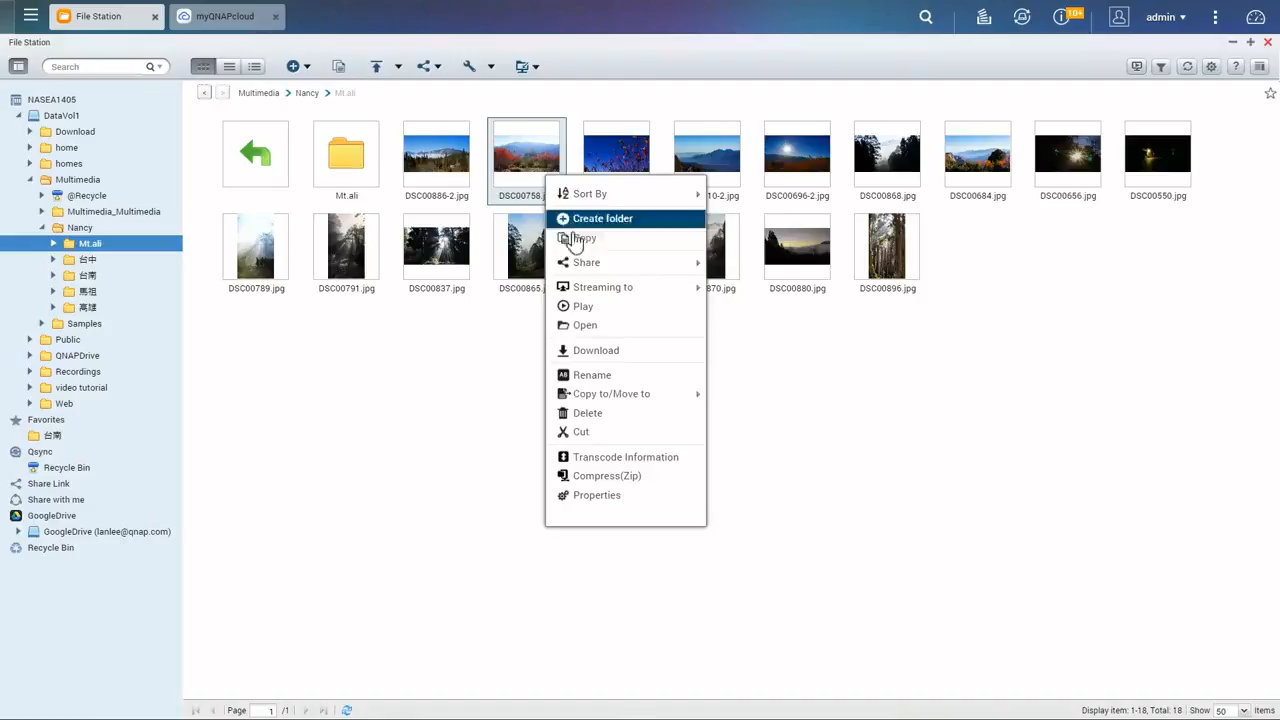 File Station
myQNAPcloud
10+
admin
File Station
Search
Multimedia
Nancy
Mt.ali
NASEA1405
DataVol1
Download
home
homes
Multimedia
@Recycle
Multimedia_Multimedia
Nancy
Mt.ali
台中
台南
馬祖
高雄
Samples
Public
QNAPDrive
Recordings
video tutorial
Web
Favorites
台南
Qsync
Recycle Bin
Share Link
Share with me
GoogleDrive
GoogleDrive (lanlee@qnap.com)
Recycle Bin
Mt.ali
DSC00886-2.jpg
DSC00758.j
10-2.jpg
DSC00696-2.jpg
DSC00868.jpg
DSC00684.jpg
DSC00656.jpg
DSC00550.jpg
DSC00789.jpg
DSC00791.jpg
DSC00837.jpg
DSC00865.j
870.jpg
DSC00880.jpg
DSC00896.jpg
Sort By
Create folder
Copy
Share
Streaming to
Play
Open
Download
Rename
Copy to/Move to
Delete
Cut
Transcode Information
Compress(Zip)
Properties
Page 1 /1
Display item: 1-18, Total: 18 Show 50 Items